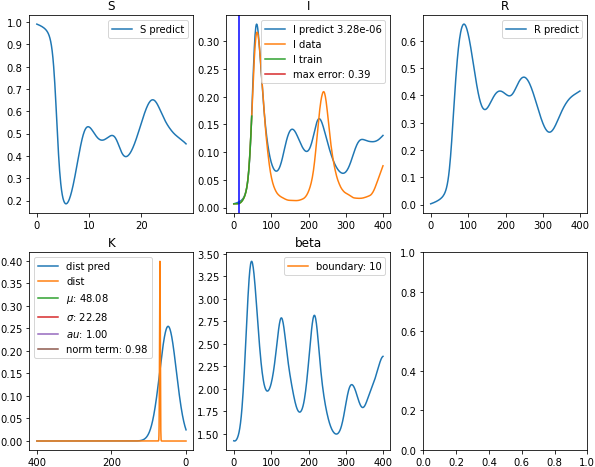 S
1.0
0.9
0.8
0.7
0.6
0.5
0.4
0.3
0.2
0 10 20
S predict
I
0.30
0.25
0.20
0.15
0.10
0.05
0.00
0 100 200 300 400
I predict 3.28e-06
I data
I train
max error: 0.39
R
0.6
0.5
0.4
0.3
0.2
0.1
0.0
0 100 200 300 400
R predict
K
0.40
0.35
0.30
0.25
0.20
0.15
0.10
0.05
0.00
400 200 0
dist pred
dist
μ: 48.08
σ: 22.28
au: 1.00
norm term: 0.98
beta
3.50
3.25
3.00
2.75
2.50
2.25
2.00
1.75
1.50
0 100 200 300 400
boundary: 10
1.0
0.8
0.6
0.4
0.2
0.0
0.0 0.2 0.4 0.6 0.8 1.0